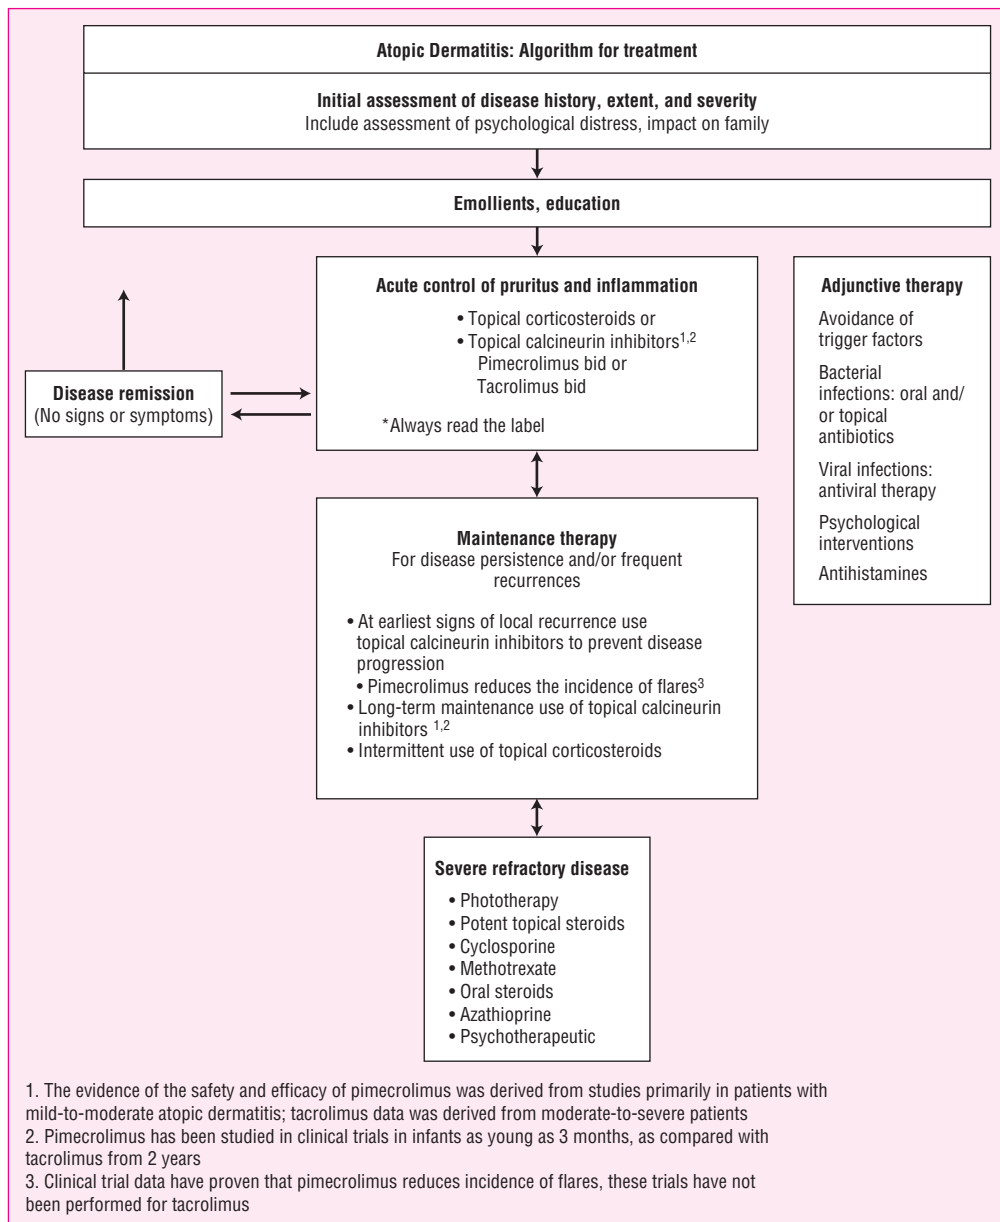 Atopic Dermatitis: Algorithm for treatment
Initial assessment of disease history, extent, and severity
Include assessment of psychological distress, impact on family
Emollients, education
Acute control of pruritus and inflammation
• Topical corticosteroids or
• Topical calcineurin inhibitors1,2
Pimecrolimus bid or
Tacrolimus bid
*Always read the label
Disease remission
(No signs or symptoms)
Adjunctive therapy
Avoidance of
trigger factors
Bacterial
infections: oral and/
or topical
antibiotics
Viral infections:
antiviral therapy
Psychological
interventions
Antihistamines
Maintenance therapy
For disease persistence and/or frequent
recurrences
• At earliest signs of local recurrence use
topical calcineurin inhibitors to prevent disease
progression
• Pimecrolimus reduces the incidence of flares3
• Long-term maintenance use of topical calcineurin
inhibitors 1,2
• Intermittent use of topical corticosteroids
Severe refractory disease
• Phototherapy
• Potent topical steroids
• Cyclosporine
• Methotrexate
• Oral steroids
• Azathioprine
• Psychotherapeutic
1. The evidence of the safety and efficacy of pimecrolimus was derived from studies primarily in patients with
mild-to-moderate atopic dermatitis; tacrolimus data was derived from moderate-to-severe patients
2. Pimecrolimus has been studied in clinical trials in infants as young as 3 months, as compared with
tacrolimus from 2 years
3. Clinical trial data have proven that pimecrolimus reduces incidence of flares, these trials have not
been performed for tacrolimus